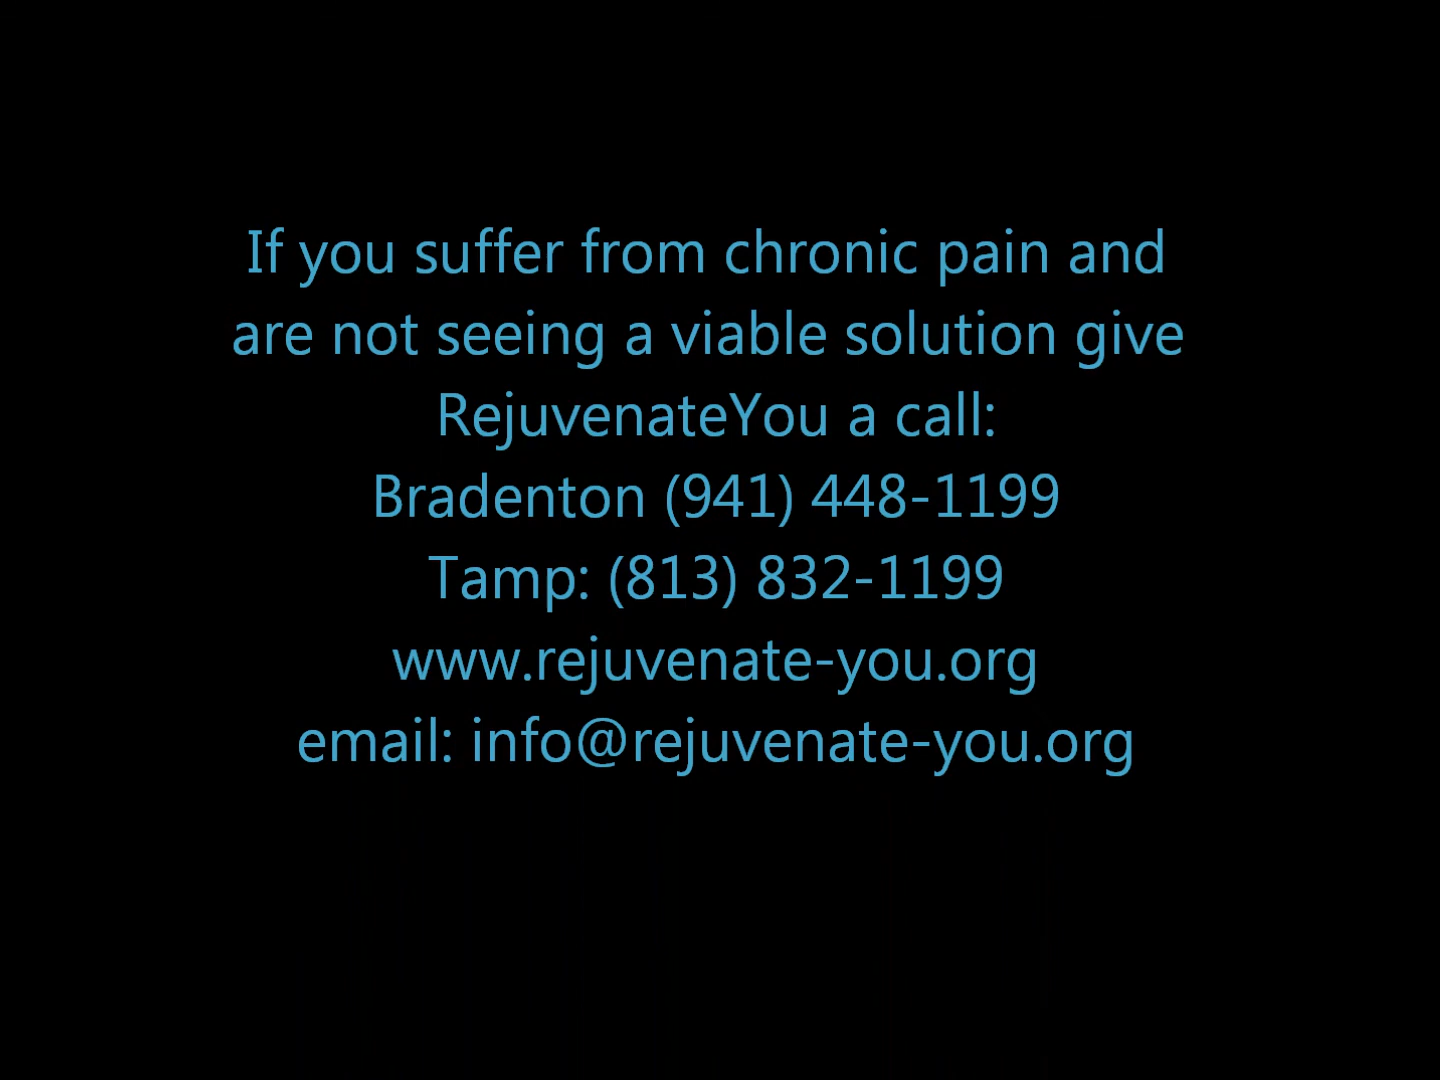 If you suffer from chronic pain and
are not seeing a viable solution give
RejuvenateYou a call:
Bradenton (941) 448-1199
Tamp: (813) 832-1199
www.rejuvenate-you.org
email: info@rejuvenate-you.org